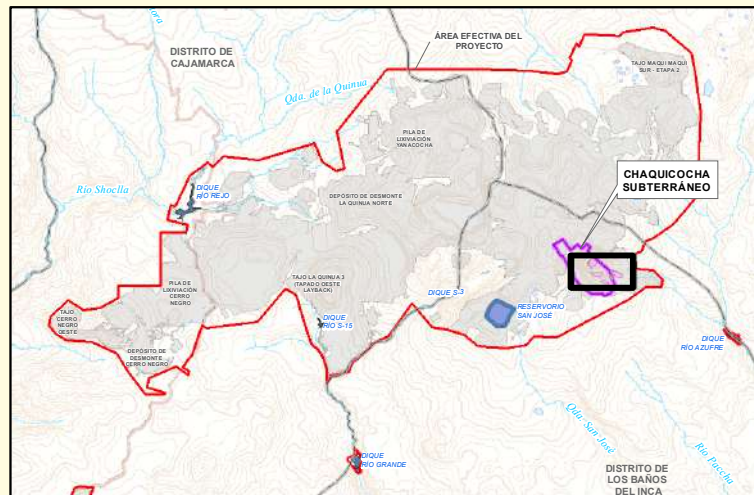 DISTRITO DE
CAJAMARCA
ÁREA EFECTIVA DEL
PROYECTO
TAJO MAQUI MAQUI
SUR - ETAPA 2
Qda. de la Quinua
PILA DE
LIXIVIACIÓN
YANACOCHA
CHAQUICOCHA
SUBTERRÁNEO
Río Shoclla
DIQUE
RÍO REJO
DEPÓSITO DE DESMONTE
LA QUINUA NORTE
PILA DE
LIXIVIACIÓN
CERRO
NEGRO
TAJO LA QUINUA 3
(TAPADO OESTE
LAYBACK)
DIQUE S-3
RESERVORIO
SAN JOSÉ
TAJO
CERRO
NEGRO
OESTE
DIQUE
RÍO S-15
DEPÓSITO DE
DESMONTE
CERRO NEGRO
DIQUE
RÍO AZUFRE
Qda. San José
Río Paccha
DIQUE
RÍO GRANDE
DISTRITO DE
LOS BAÑOS
DEL INCA